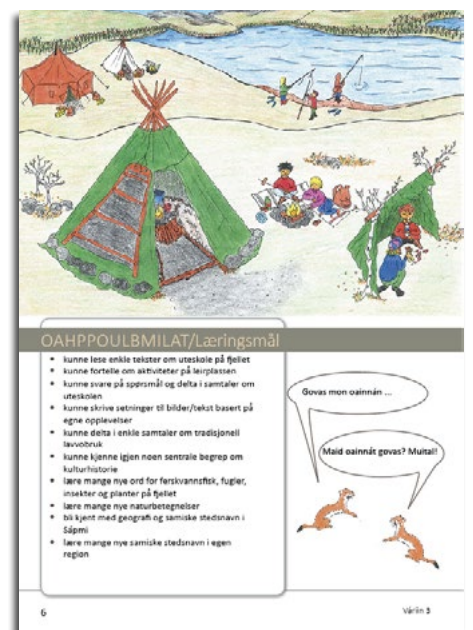 OAHPPOULBMILAT/Læringsmål
• kunne lese enkle tekster om uteskole på fjellet
• kunne fortelle om aktiviteter på leirplassen
• kunne svare på spørsmål og delta i samtaler om
uteskolen
• kunne skrive setninger til bilder/tekst basert på
egne opplevelser
• kunne delta i enkle samtaler om tradisjonell
lavvobruk
• kunne kjenne igjen noen sentrale begrep om
kulturhistorie
• lære mange nye ord for ferskvannsfisk, fugler,
insekter og planter på fjellet
• lære mange nye naturbetegnelser
• bli kjent med geografi og samiske stedsnavn i
Sápmi
• lære mange nye samiske stedsnavn i egen
region
Govas mon oainnán ...
Maid oainnát govas? Muital!
6
Váriin 3